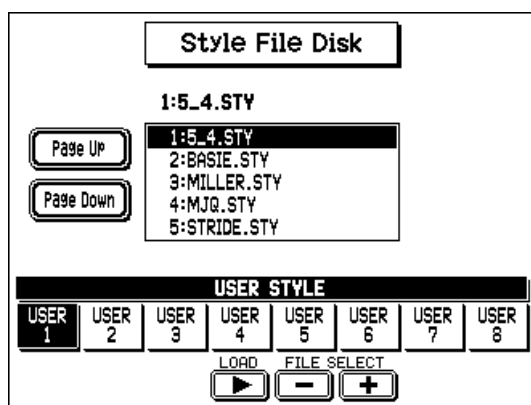 Style File Disk
1:5_4.STY
Page Up
Page Down
1:5_4.STY
2:BASIE.STY
3:MILLER.STY
4:MJQ.STY
5:STRIDE.STY
USER STYLE
USER 1 USER 2 USER 3 USER 4 USER 5 USER 6 USER 7 USER 8
LOAD FILE SELECT